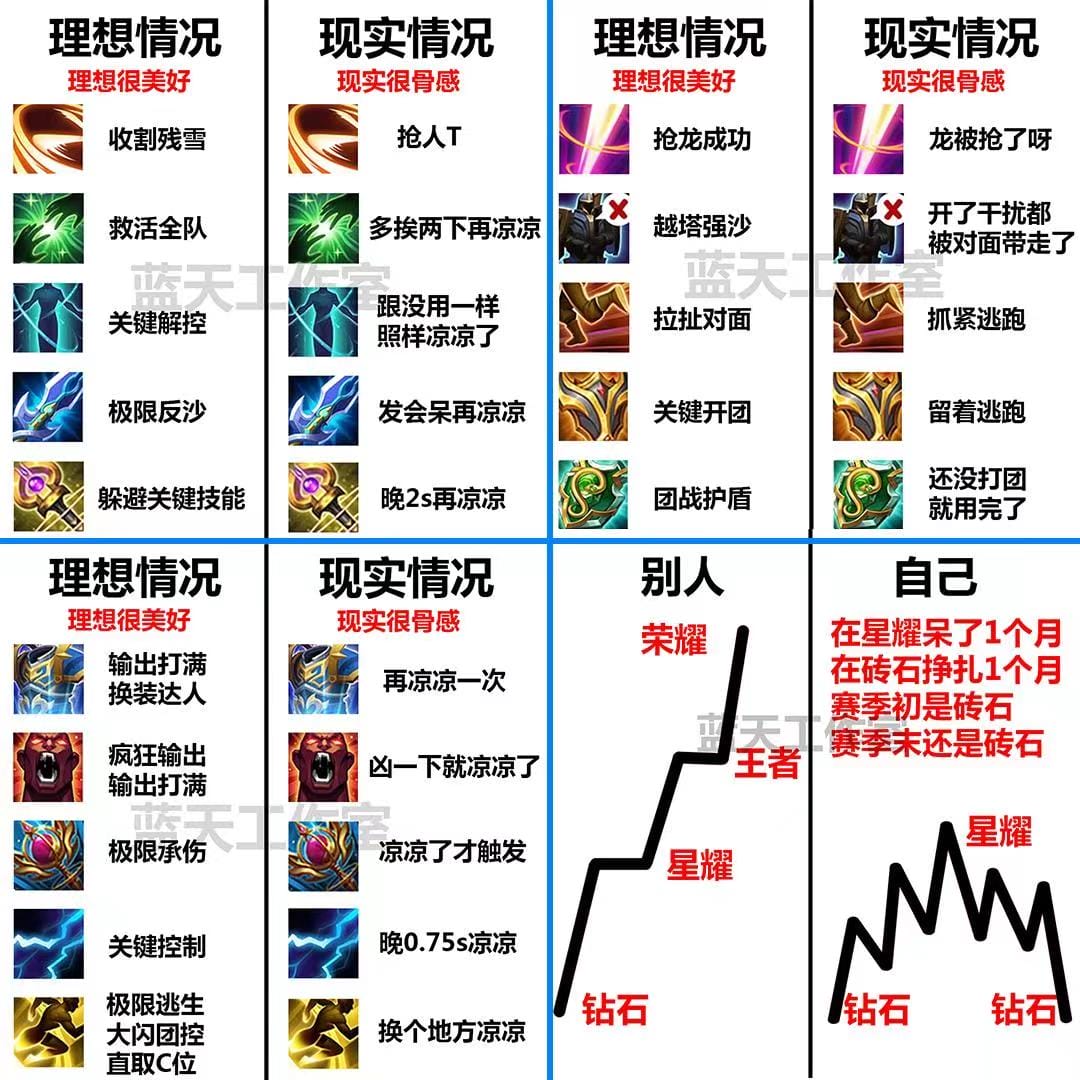 理想情况
理想很美好
收割残雪
救活全队
关键解控
极限反沙
躲避关键技能
现实情况
现实很骨感
抢人T
多挨两下再凉凉
跟没用一样
照样凉凉了
发会呆再凉凉
晚2s再凉凉
蓝天工作室
理想情况
理想很美好
抢龙成功
越塔强沙
拉扯对面
关键开团
团战护盾
现实情况
现实很骨感
龙被抢了呀
开了干扰都
被对面带走了
抓紧逃跑
留着逃跑
还没打团
就用完了
蓝天工作室
理想情况
理想很美好
输出打满
换装达人
疯狂输出
输出打满
极限承伤
关键控制
极限逃生
大闪团控
直取C位
现实情况
现实很骨感
再凉凉一次
凶一下就凉凉了
凉凉了才触发
晚0.75s凉凉
换个地方凉凉
蓝天工作室
别人
荣耀
王者
星耀
钻石
自己
在星耀呆了1个月
在砖石挣扎1个月
赛季初是砖石
赛季末还是砖石
星耀
钻石
钻石
蓝天工作室